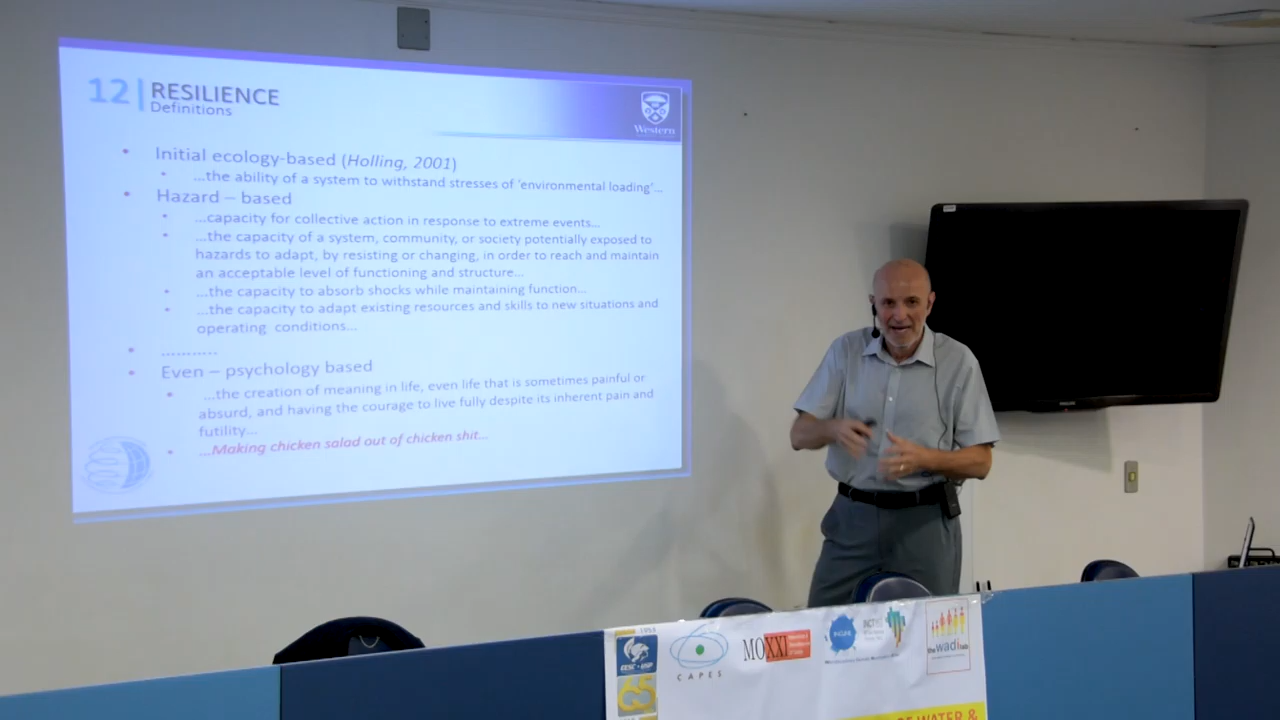 12 | RESILIENCE
Definitions
Western
• Initial ecology-based (Holling, 2001)
• ...the ability of a system to withstand stresses of 'environmental loading'...
• Hazard – based
• ...capacity for collective action in response to extreme events...
• ...the capacity of a system, community, or society potentially exposed to
hazards to adapt, by resisting or changing, in order to reach and maintain
an acceptable level of functioning and structure...
• ...the capacity to absorb shocks while maintaining function...
• ...the capacity to adapt existing resources and skills to new situations and
operating conditions...
• ...........
• Even – psychology based
• ...the creation of meaning in life, even life that is sometimes painful or
absurd, and having the courage to live fully despite its inherent pain and
futility...
• ...Making chicken salad out of chicken shit...
EESC • USP
65
CAPES
MOXXI
INCLINE
the wadi lab
WATER &